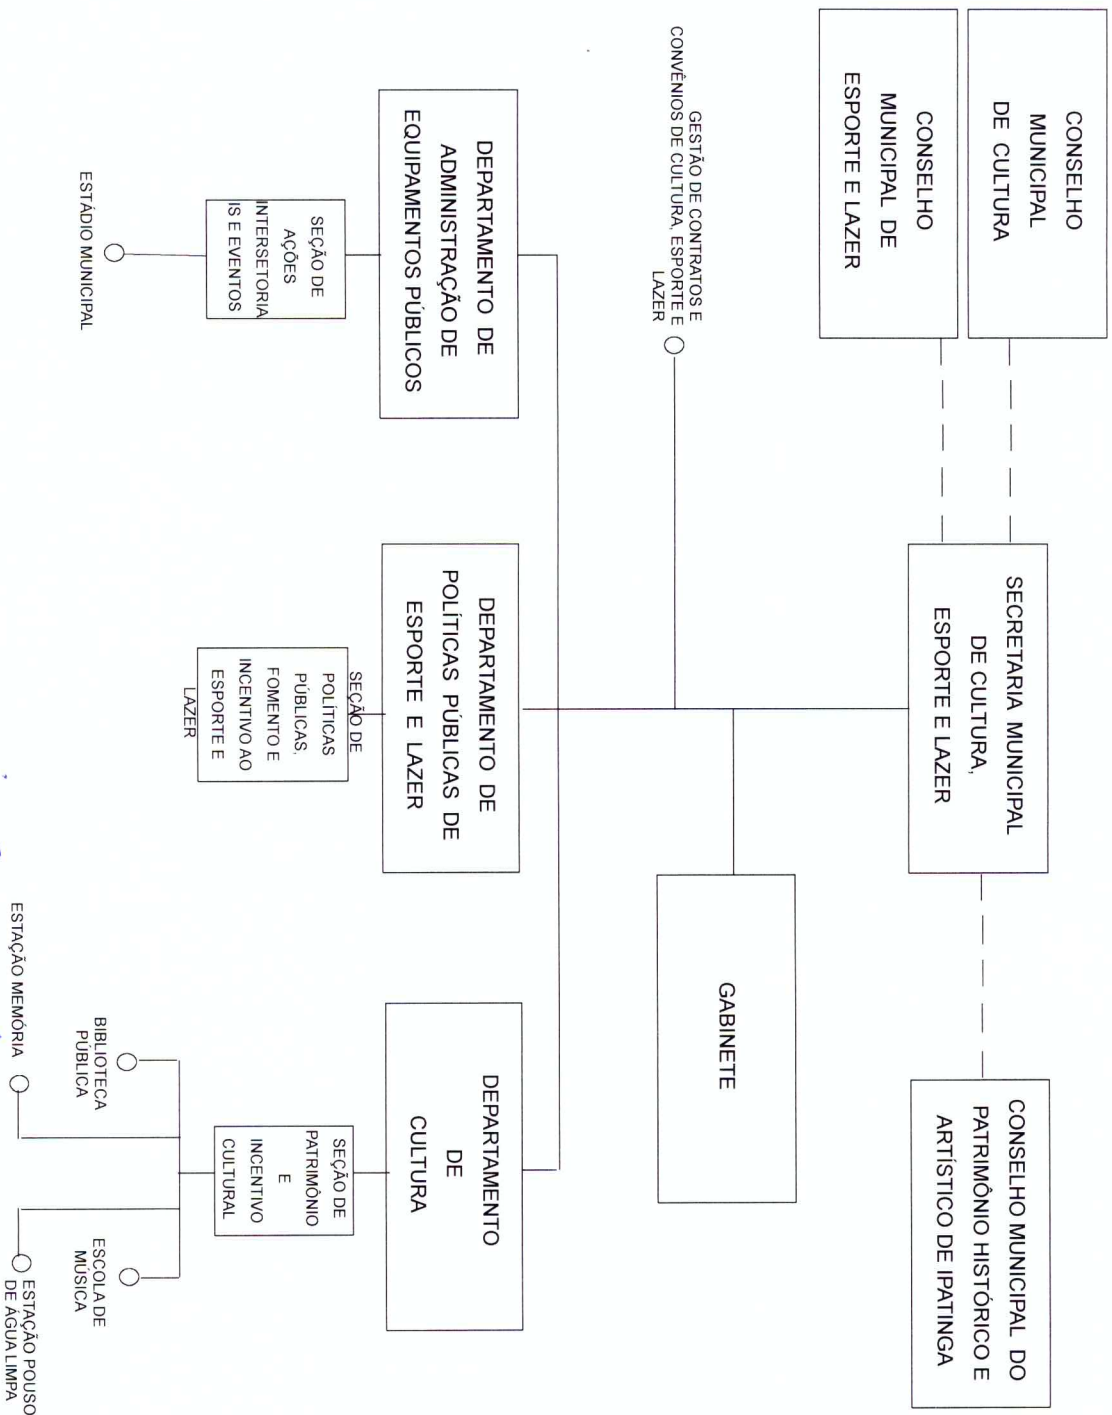 CONSELHO
MUNICIPAL
DE CULTURA
CONSELHO
MUNICIPAL DE
ESPORTE E LAZER
SECRETARIA MUNICIPAL
DE CULTURA,
ESPORTE E LAZER
CONSELHO MUNICIPAL DO
PATRIMÔNIO HISTÓRICO E
ARTÍSTICO DE IPATINGA
GESTÃO DE CONTRATOS E
CONVÊNIOS DE CULTURA, ESPORTE E
LAZER
GABINETE
DEPARTAMENTO DE
ADMINISTRAÇÃO DE
EQUIPAMENTOS PÚBLICOS
DEPARTAMENTO DE
POLÍTICAS PÚBLICAS DE
ESPORTE E LAZER
DEPARTAMENTO
DE
CULTURA
SEÇÃO DE
AÇÕES
INTERSETORIA
IS E EVENTOS
SEÇÃO DE
POLÍTICAS
PÚBLICAS,
FOMENTO E
INCENTIVO AO
ESPORTE E
LAZER
SEÇÃO DE
PATRIMÔNIO
E
INCENTIVO
CULTURAL
ESTÁDIO MUNICIPAL
BIBLIOTECA
PÚBLICA
ESCOLA DE
MÚSICA
ESTAÇÃO MEMÓRIA
ESTAÇÃO POUSO
DE ÁGUA LIMPA